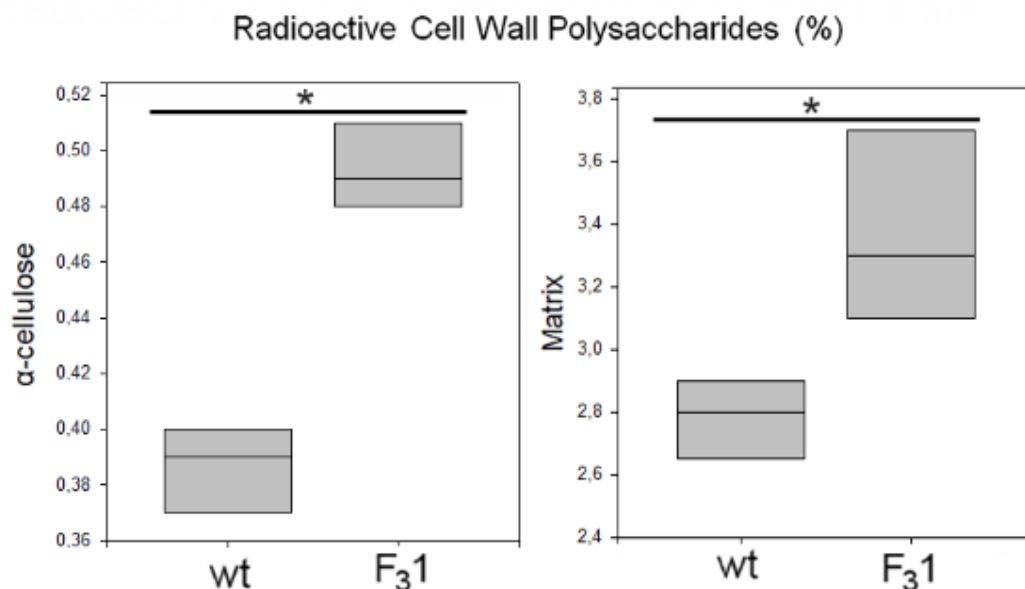 Radioactive Cell Wall Polysaccharides (%)
α-cellulose
0,52
0,50
0,48
0,46
0,44
0,42
0,40
0,38
0,36
*
wt
F₃1
Matrix
3,8
3,6
3,4
3,2
3,0
2,8
2,6
2,4
*
wt
F₃1